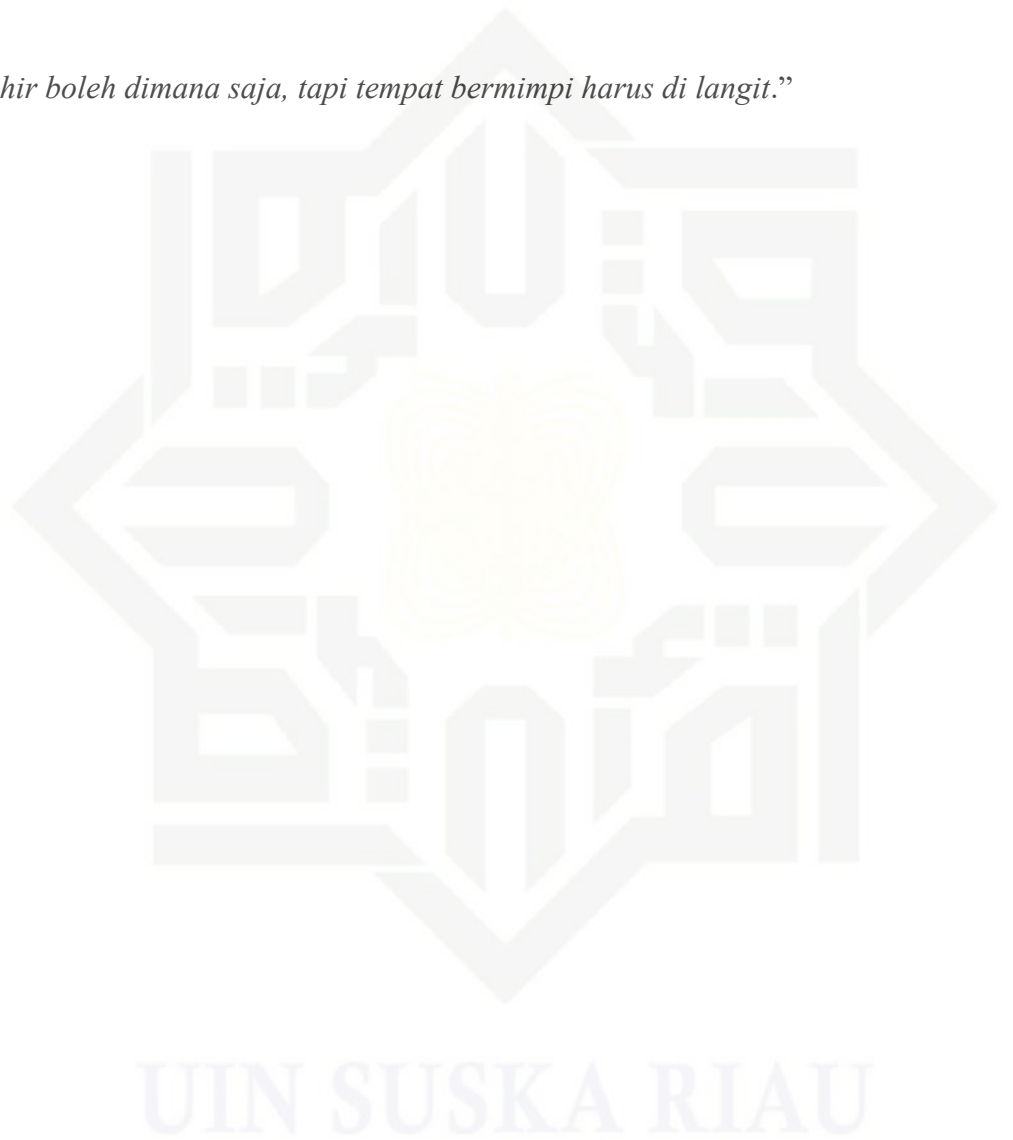 hir boleh dimana saja, tapi tempat bermimpi harus di langit.”
UIN SUSKA RIAU